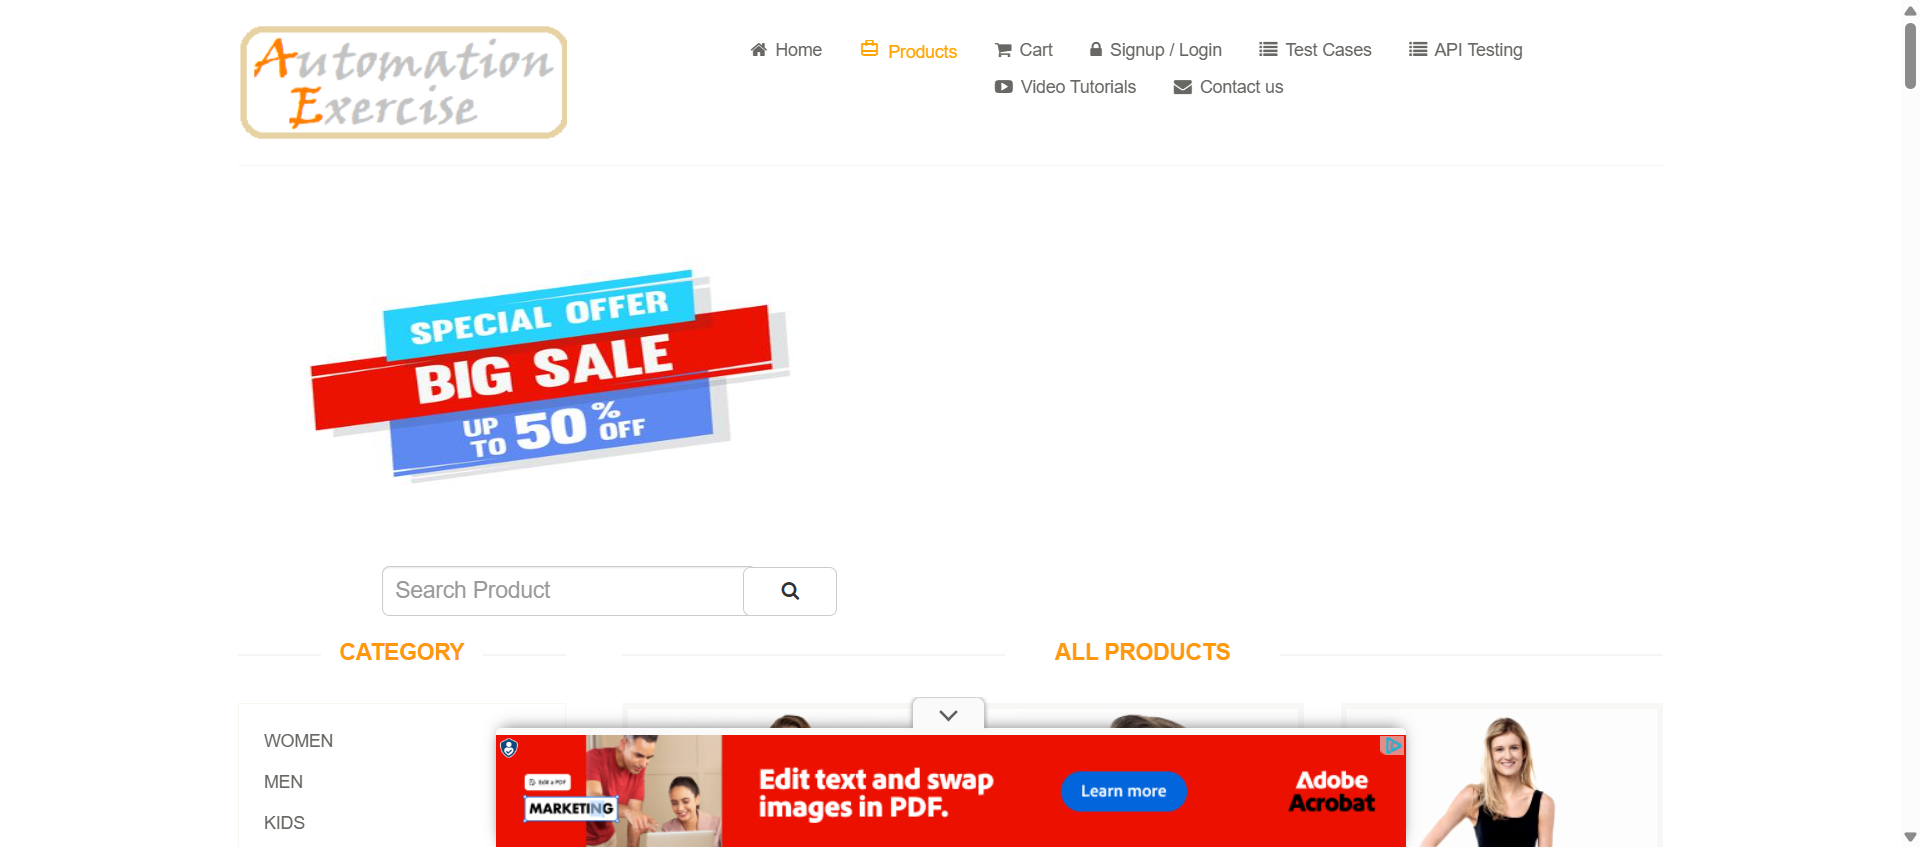 Automation
Exercise
Home
Products
Cart
Signup / Login
Test Cases
API Testing
Video Tutorials
Contact us
SPECIAL OFFER
BIG SALE
UP TO 50% OFF
Search Product
CATEGORY
ALL PRODUCTS
WOMEN
MEN
KIDS
Edit a PDF
MARKETING
Edit text and swap
images in PDF.
Learn more
Adobe
Acrobat